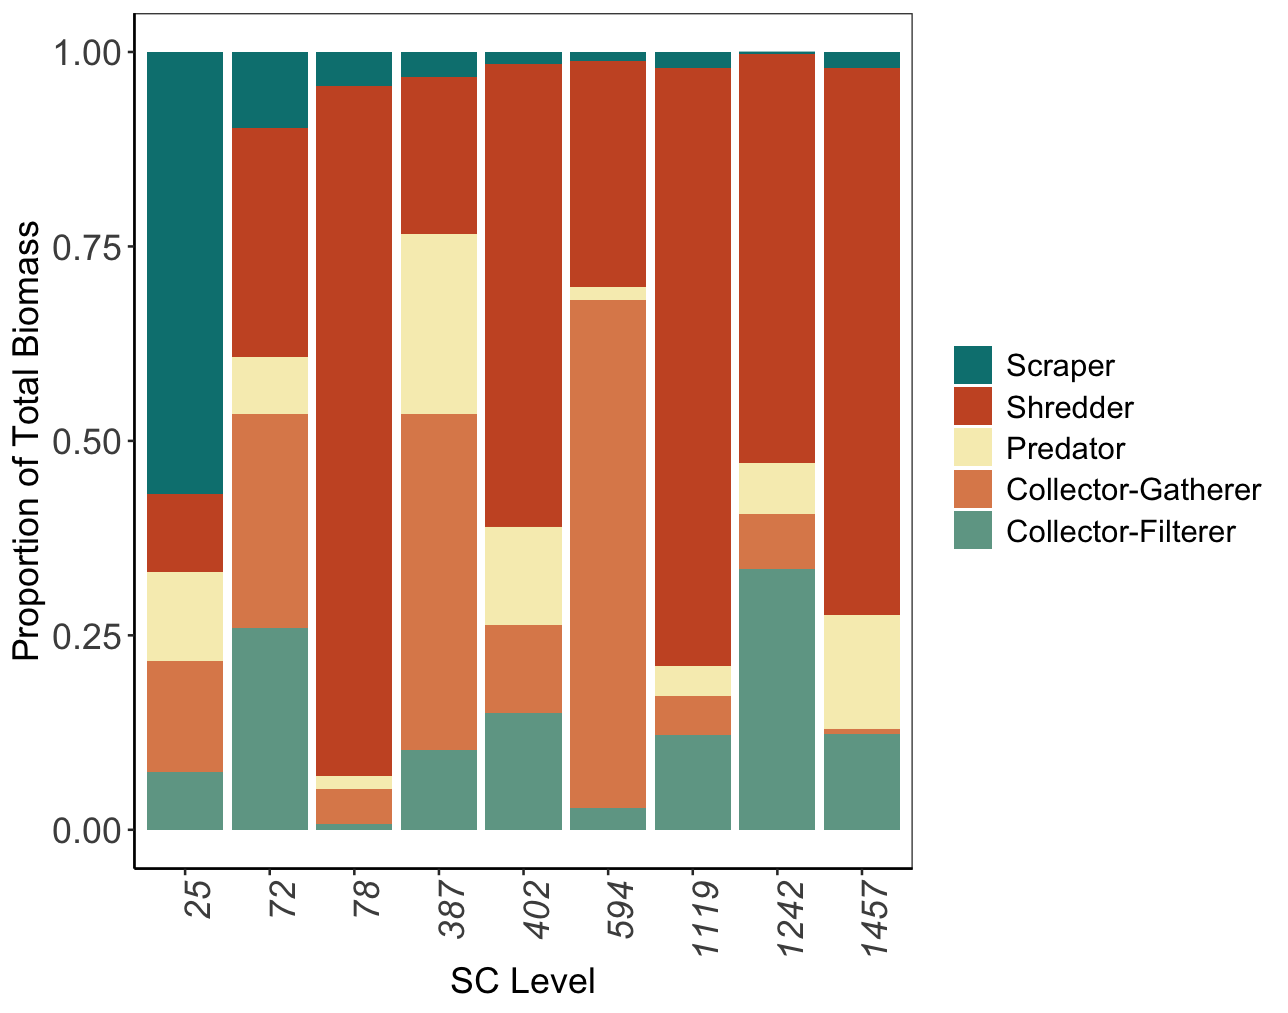 Proportion of Total Biomass
1.00
0.75
0.50
0.25
0.00
25
72
78
387
402
594
1119
1242
1457
SC Level
Scraper
Shredder
Predator
Collector-Gatherer
Collector-Filterer